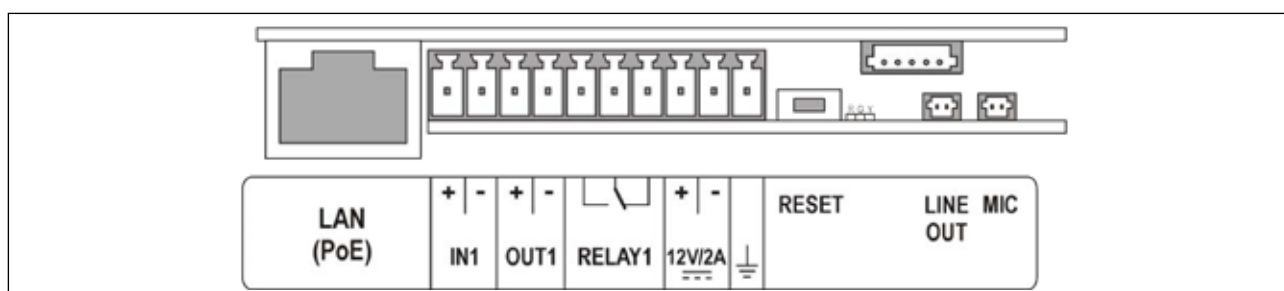 R G Y
+ - + - + -
LAN
(PoE)
IN1 OUT1 RELAY1 12V/2A
RESET
LINE OUT
MIC